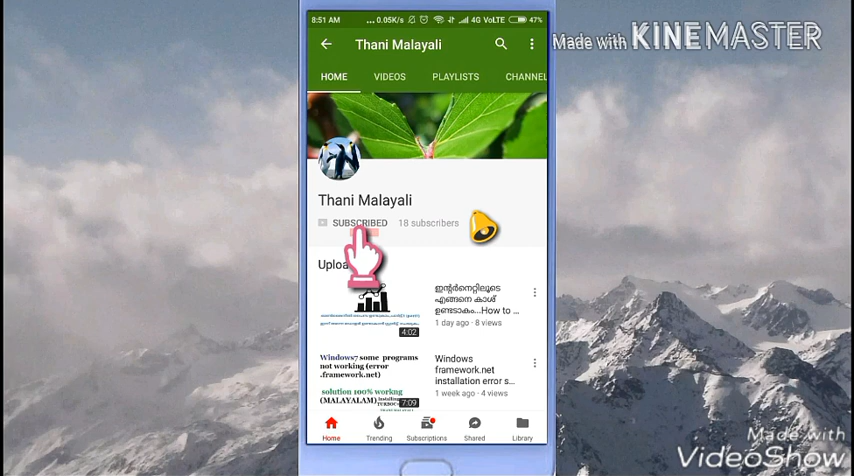 8:51 AM ... 0.05K/s 4G VoLTE 47%
Made with KINEMASTER
Thani Malayali
HOME VIDEOS PLAYLISTS CHANNEL
Thani Malayali
SUBSCRIBED 18 subscribers
Uploa
ഇന്റർനെറ്റിലൂടെ
എങ്ങനെ കാശ്
ഉണ്ടാകം...How to ...
1 day ago · 8 views
4:02
Windows7 some programs
not working (error
.framework.net)
solution 100% workng
(MALAYALAM)
7:09
Windows
framework.net
installation error s...
1 week ago · 4 views
Home Trending Subscriptions Shared Library
Made with
VideoShow